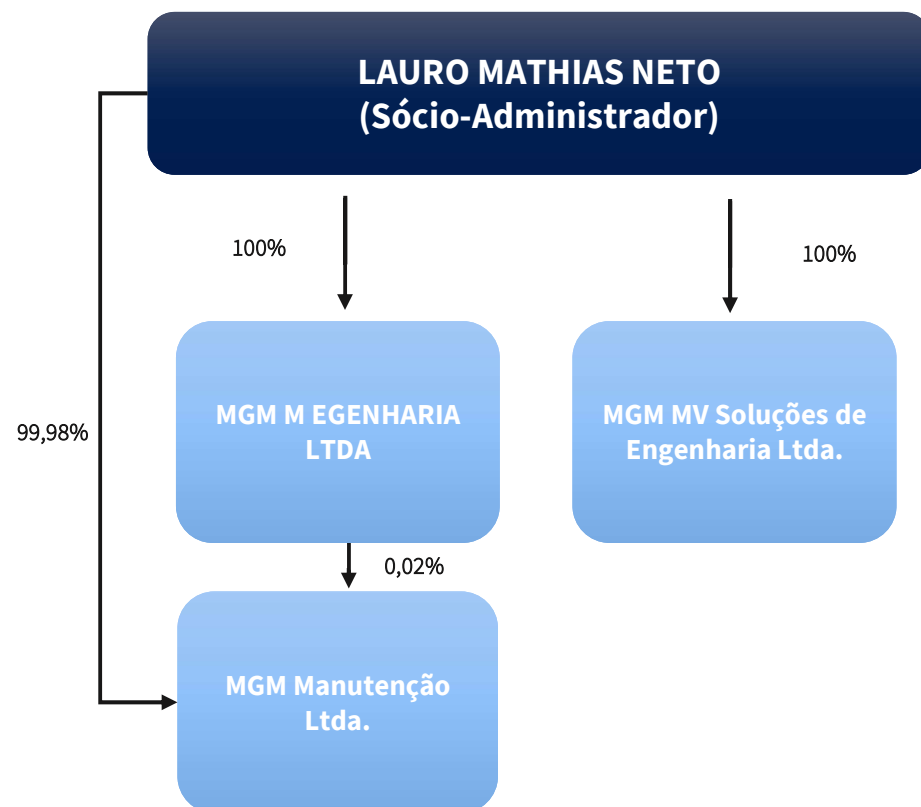 LAURO MATHIAS NETO
(Sócio-Administrador)
100%
100%
MGM M EGENHARIA
LTDA
MGM MV Soluções de
Engenharia Ltda.
99,98%
0,02%
MGM Manutenção
Ltda.